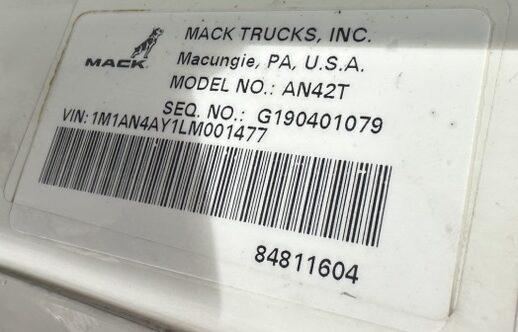 MACK TRUCKS, INC.
MACK
Macungie, PA, U.S.A.
MODEL NO.: AN42T
SEQ. NO.: G190401079
VIN: 1M1AN4AY1LM001477
84811604